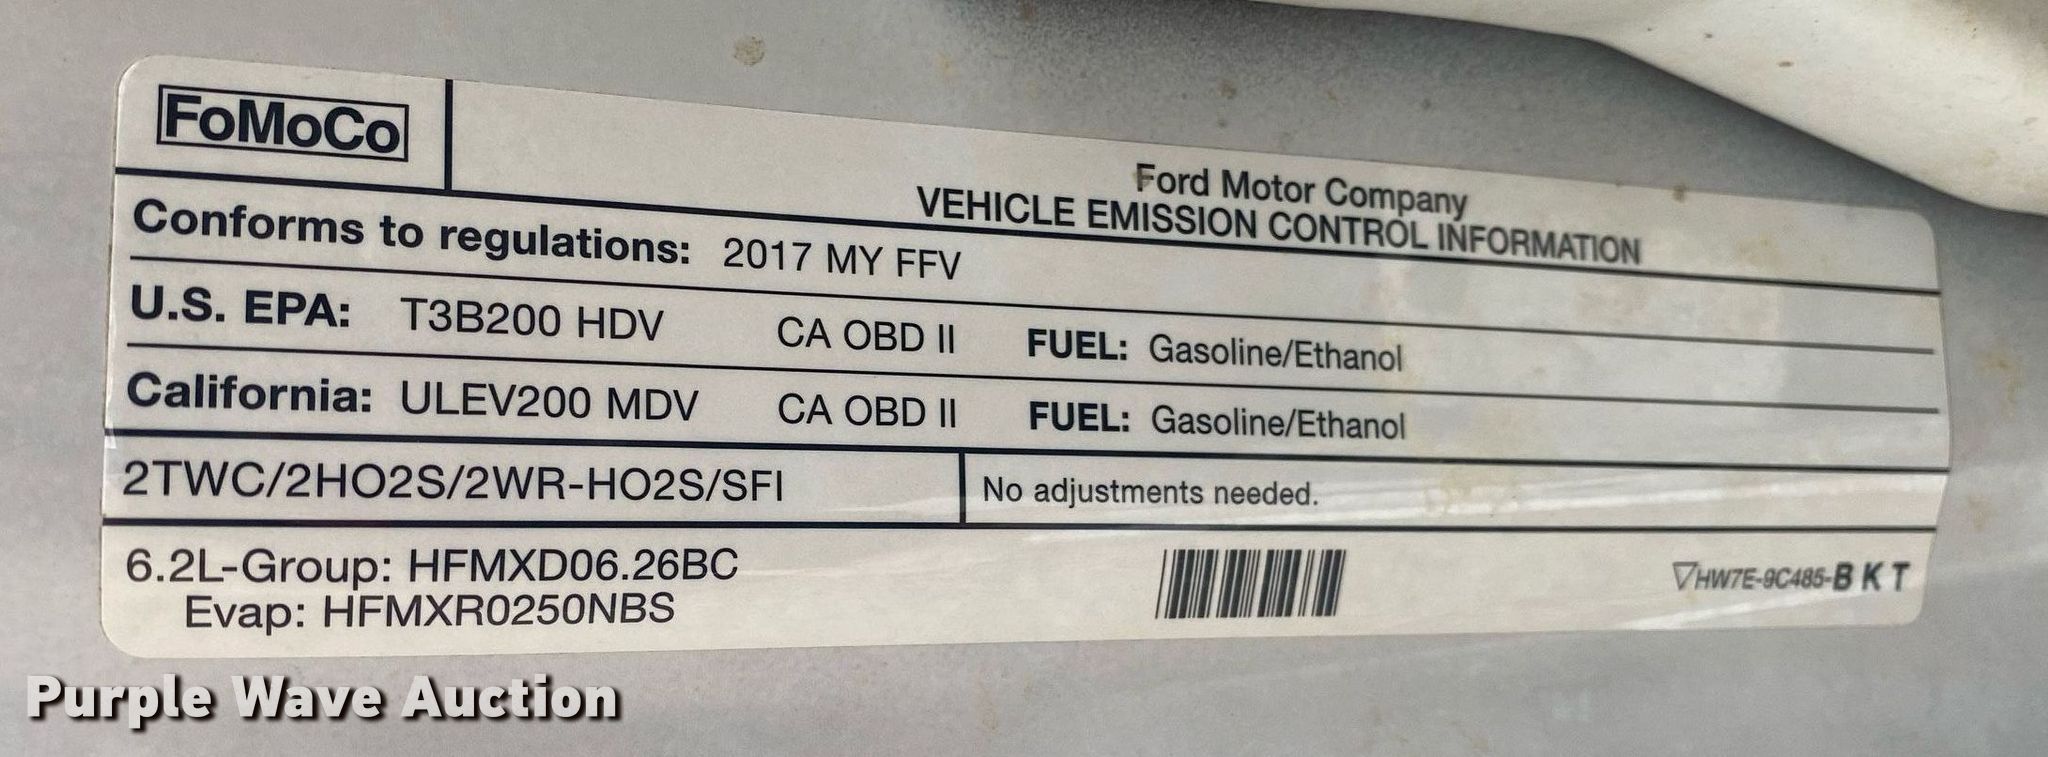 FoMoCo
Ford Motor Company
VEHICLE EMISSION CONTROL INFORMATION
Conforms to regulations: 2017 MY FFV
U.S. EPA: T3B200 HDV CA OBD II FUEL: Gasoline/Ethanol
California: ULEV200 MDV CA OBD II FUEL: Gasoline/Ethanol
2TWC/2HO2S/2WR-HO2S/SFI No adjustments needed.
6.2L-Group: HFMXD06.26BC
Evap: HFMXR0250NBS
HW7E-9C485-B K T
Purple Wave Auction